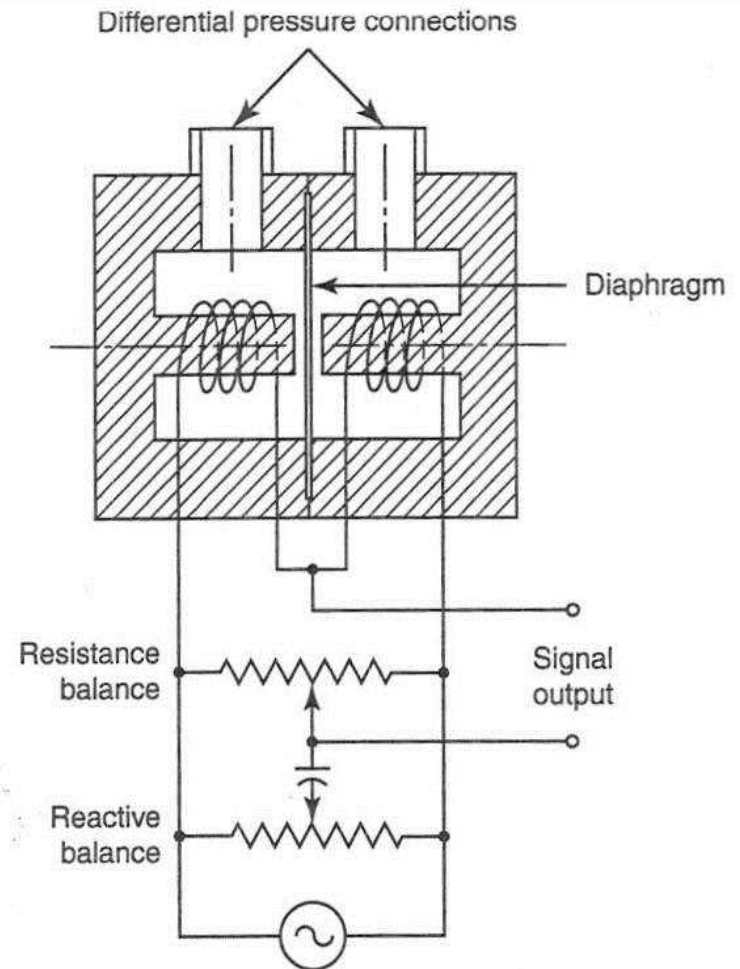 Differential pressure connections
Diaphragm
Resistance
balance
Signal
output
Reactive
balance